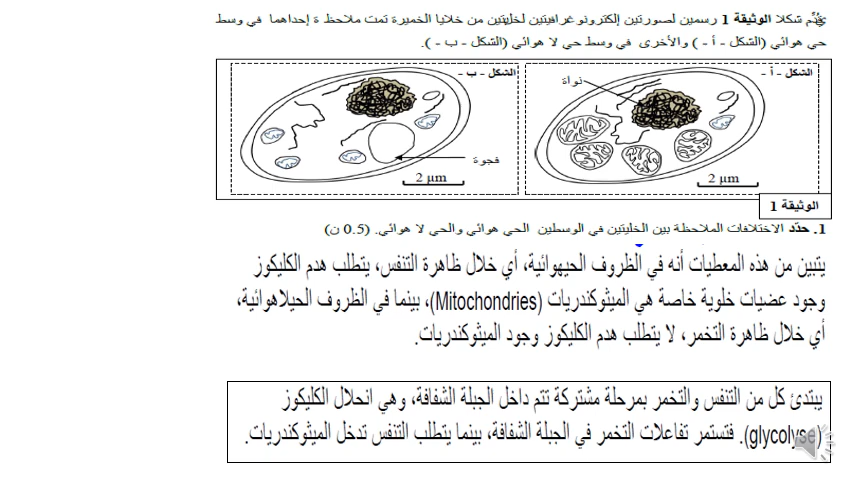 يقدّم شكلا الوثيقة 1 رسمين لصورتين إلكترونوغرافيتين لخليتين من خلايا الخميرة تمت ملاحظة إحداهما في وسط
حي هوائي (الشكل - أ -) والأخرى في وسط حي لا هوائي (الشكل - ب -).
الشكل - أ -
نواة
2 µm
الشكل - ب -
فجوة
2 µm
الوثيقة 1
1. حدّد الاختلافات الملاحظة بين الخليتين في الوسطين الحي هوائي والحي لا هوائي. (0.5 ن)
يتبين من هذه المعطيات أنه في الظروف الحيهوائية، أي خلال ظاهرة التنفس، يتطلب هدم الكليكوز
وجود عضيات خلوية خاصة هي الميثوكندريات (Mitochondries)، بينما في الظروف الحيلاهوائية،
أي خلال ظاهرة التخمر، لا يتطلب هدم الكليكوز وجود الميثوكندريات.
يبتدئ كل من التنفس والتخمر بمرحلة مشتركة تتم داخل الجبلة الشفافة، وهي انحلال الكليكوز
(glycolyse). فتستمر تفاعلات التخمر في الجبلة الشفافة، بينما يتطلب التنفس تدخل الميثوكندريات.